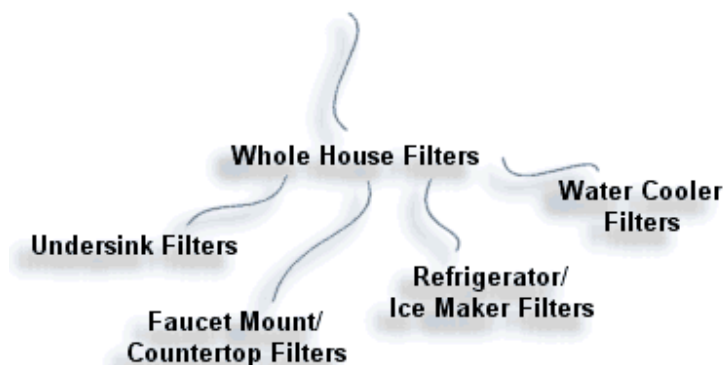 Whole House Filters
Water Cooler
Filters
Undersink Filters
Refrigerator/
Ice Maker Filters
Faucet Mount/
Countertop Filters